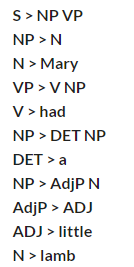 S > NP VP
NP > N
N > Mary
VP > V NP
V > had
NP > DET NP
DET > a
NP > AdjP N
AdjP > ADJ
ADJ > little
N > lamb